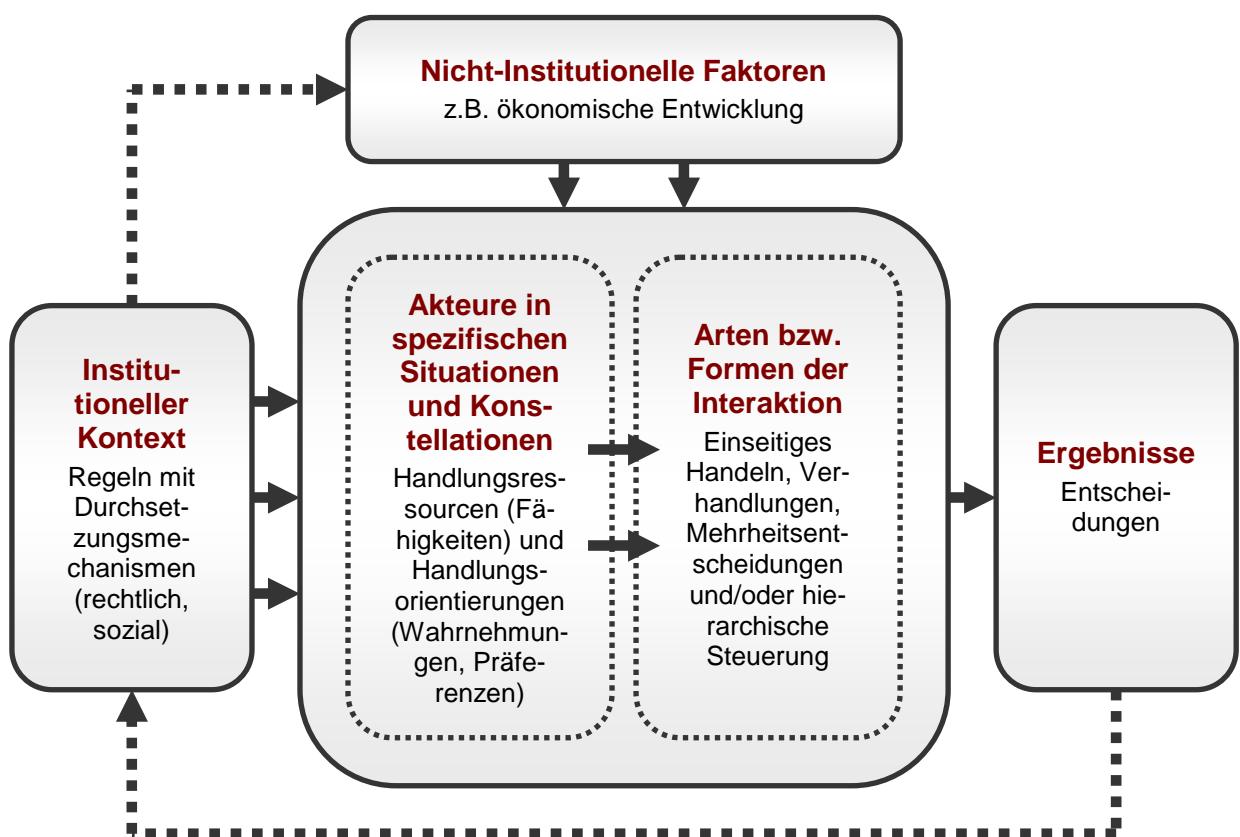 Nicht-Institutionelle Faktoren
z.B. ökonomische Entwicklung
Institu-
tioneller
Kontext
Regeln mit
Durchset-
zungsme-
chanismen
(rechtlich,
sozial)
Akteure in
spezifischen
Situationen
und Kons-
tellationen
Handlungsres-
sourcen (Fä-
higkeiten) und
Handlungs-
orientierungen
(Wahrnehmun-
gen, Präfe-
renzen)
Arten bzw.
Formen der
Interaktion
Einseitiges
Handeln, Ver-
handlungen,
Mehrheitsent-
scheidungen
und/oder hie-
rarchische
Steuerung
Ergebnisse
Entschei-
dungen